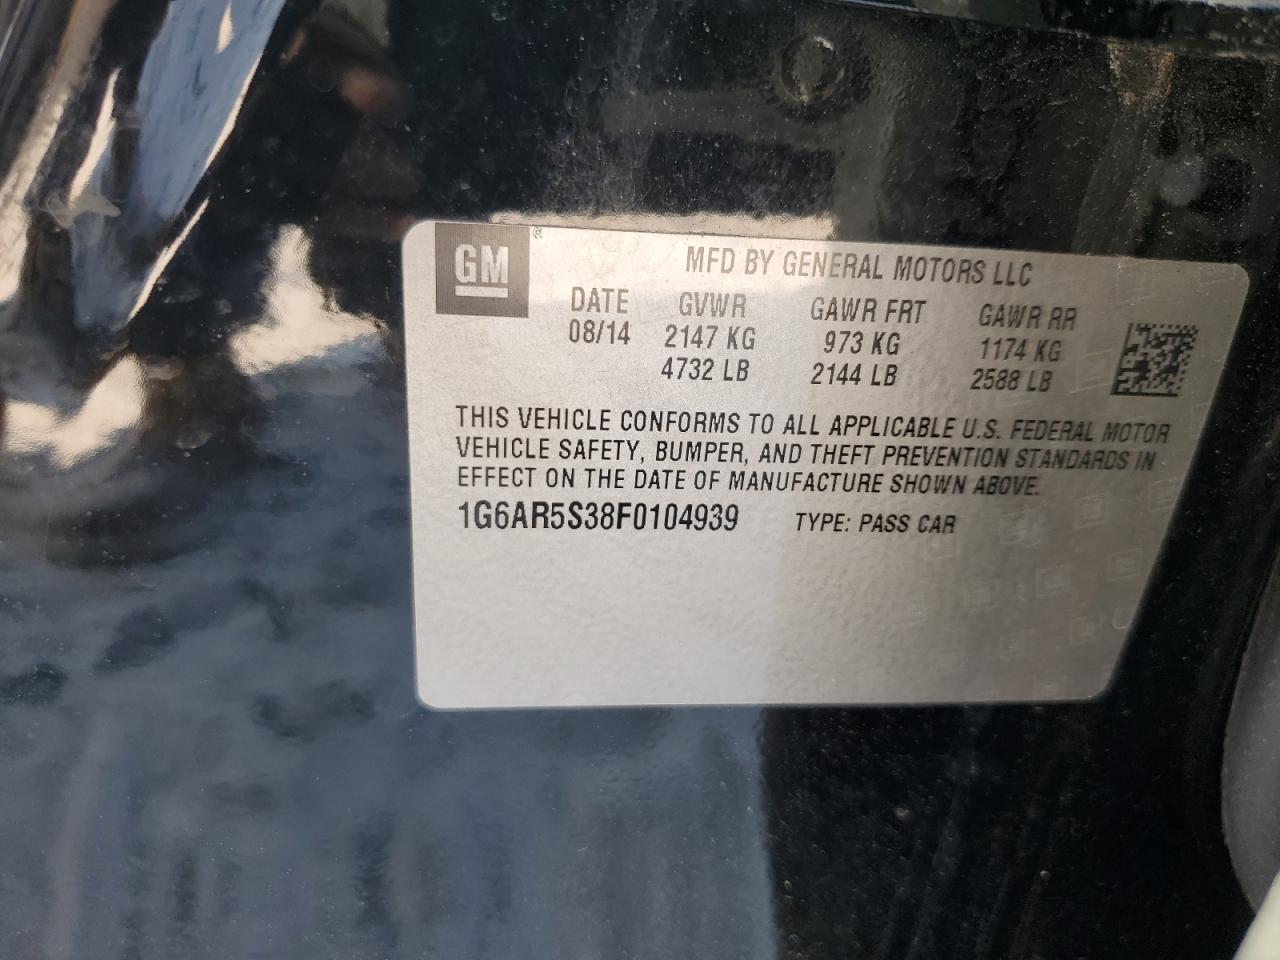 GM®
MFD BY GENERAL MOTORS LLC
DATE GVWR GAWR FRT GAWR RR
08/14 2147 KG 973 KG 1174 KG
4732 LB 2144 LB 2588 LB
THIS VEHICLE CONFORMS TO ALL APPLICABLE U.S. FEDERAL MOTOR
VEHICLE SAFETY, BUMPER, AND THEFT PREVENTION STANDARDS IN
EFFECT ON THE DATE OF MANUFACTURE SHOWN ABOVE.
1G6AR5S38F0104939 TYPE: PASS CAR